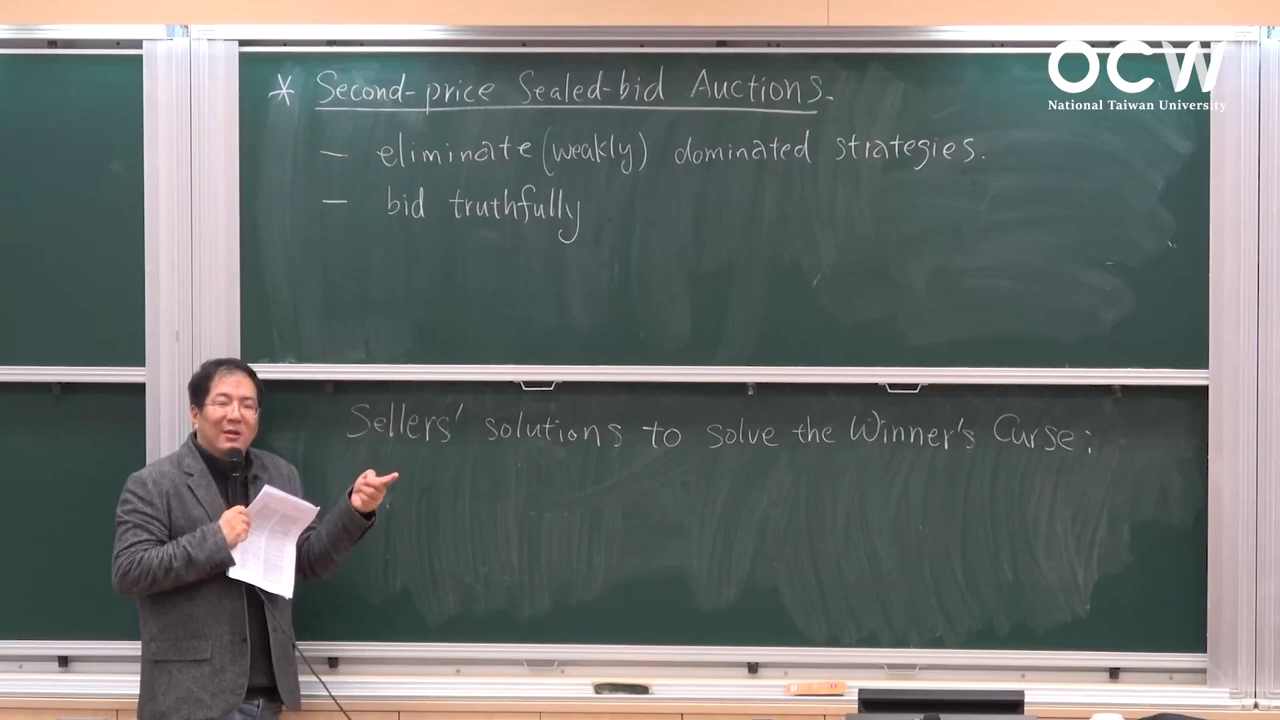 OCW
National Taiwan University
* Second-price Sealed-bid Auctions.
- eliminate (weakly) dominated strategies.
- bid truthfully
Sellers' solutions to solve the Winner's Curse: